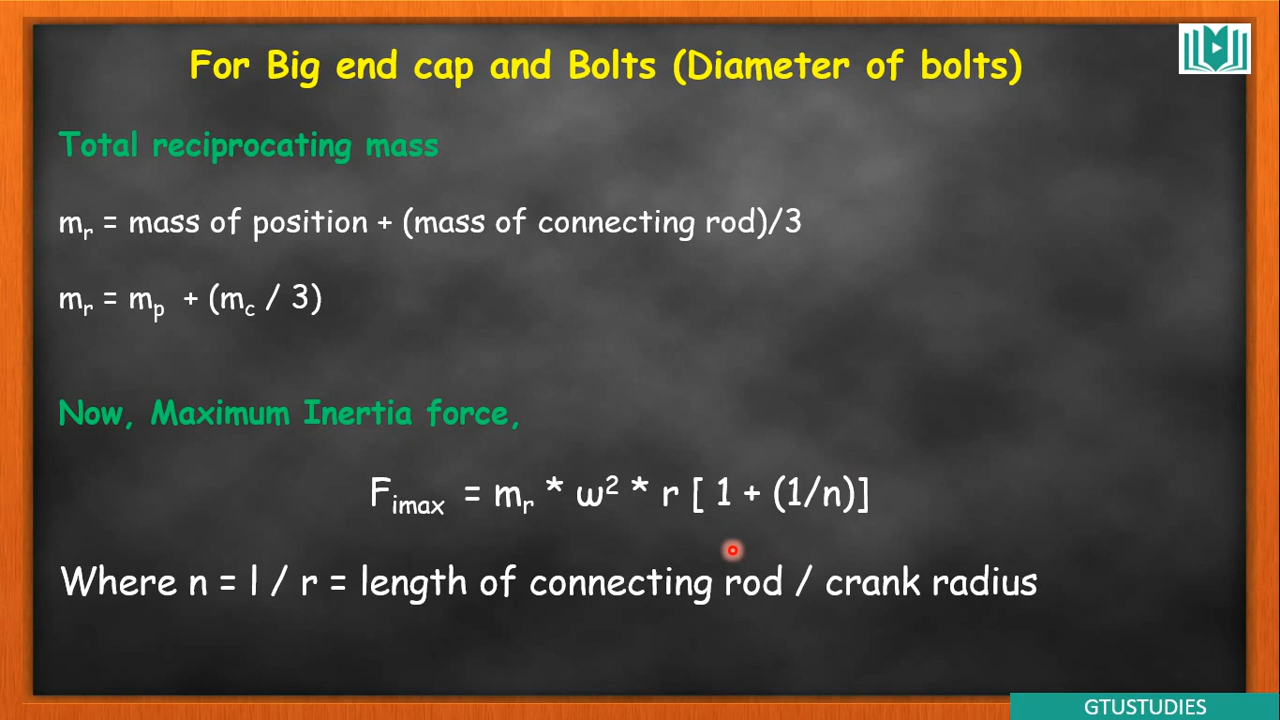 For Big end cap and Bolts (Diameter of bolts)
Total reciprocating mass
mᵣ = mass of position + (mass of connecting rod)/3
mᵣ = mₚ + (m꜀ / 3)
Now, Maximum Inertia force,
Fᵢₘₐₓ = mᵣ * ω² * r [ 1 + (1/n)]
Where n = l / r = length of connecting rod / crank radius
GTUSTUDIES